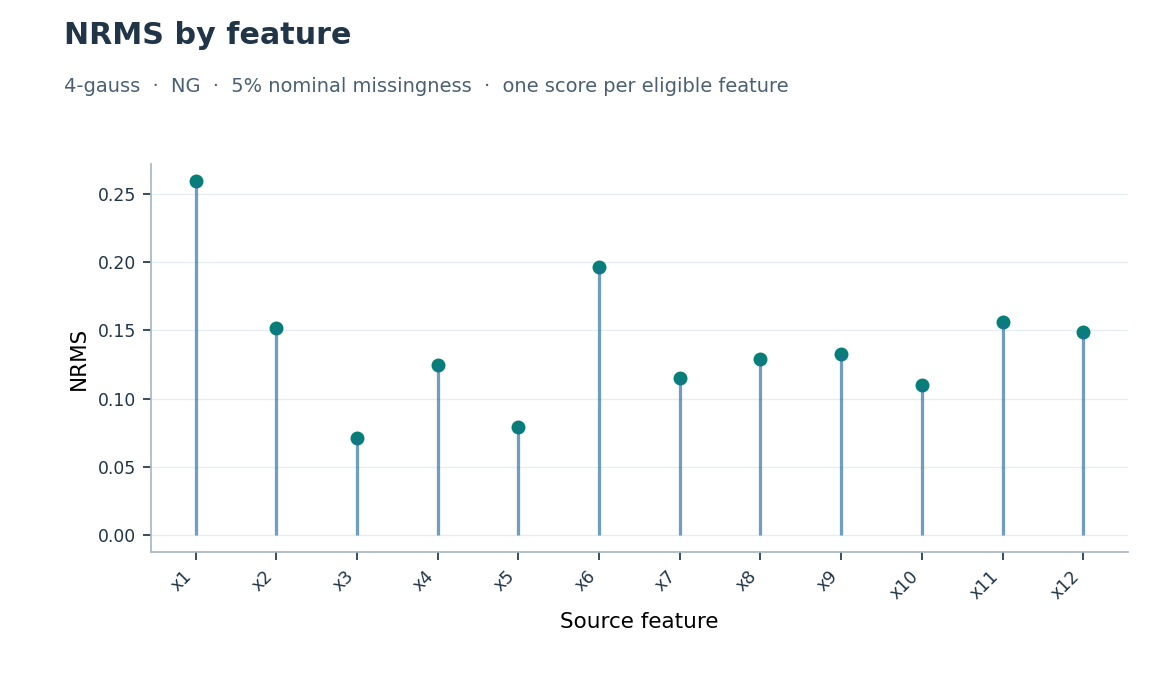 NRMS by feature
4-gauss · NG · 5% nominal missingness · one score per eligible feature
NRMS
0.25
0.20
0.15
0.10
0.05
0.00
x1 x2 x3 x4 x5 x6 x7 x8 x9 x10 x11 x12
Source feature